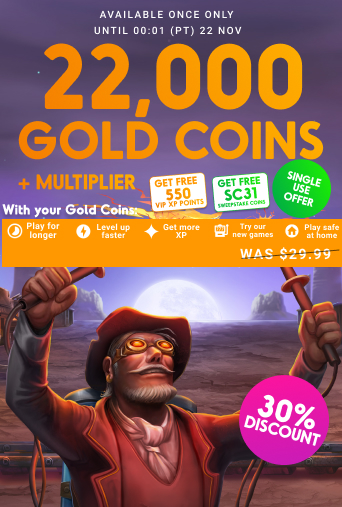 AVAILABLE ONCE ONLY
UNTIL 00:01 (PT) 22 NOV
22,000
GOLD COINS
+ MULTIPLIER
GET FREE
550
VIP XP POINTS
GET FREE
SC31
SWEEPSTAKE COINS
SINGLE
USE
OFFER
With your Gold Coins:
Play for
longer
Level up
faster
Get more
XP
Try our
new games
Play safe
at home
WAS $29.99
30%
DISCOUNT